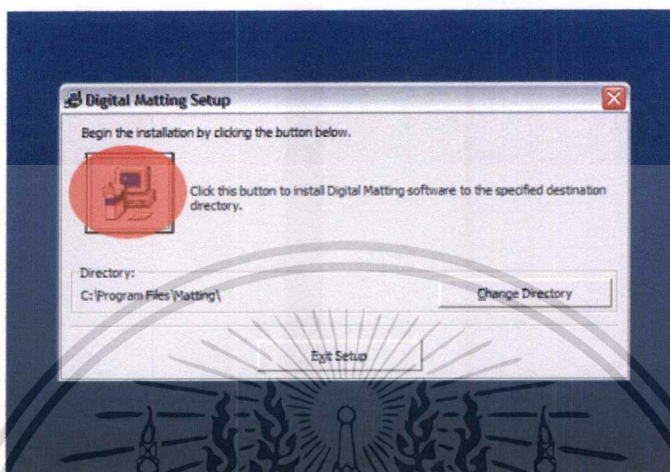 Digital Matting Setup
Begin the installation by clicking the button below.
Click this button to install Digital Matting software to the specified destination
directory.
Directory:
C:\Program Files\Matting\
Change Directory
Exit Setup